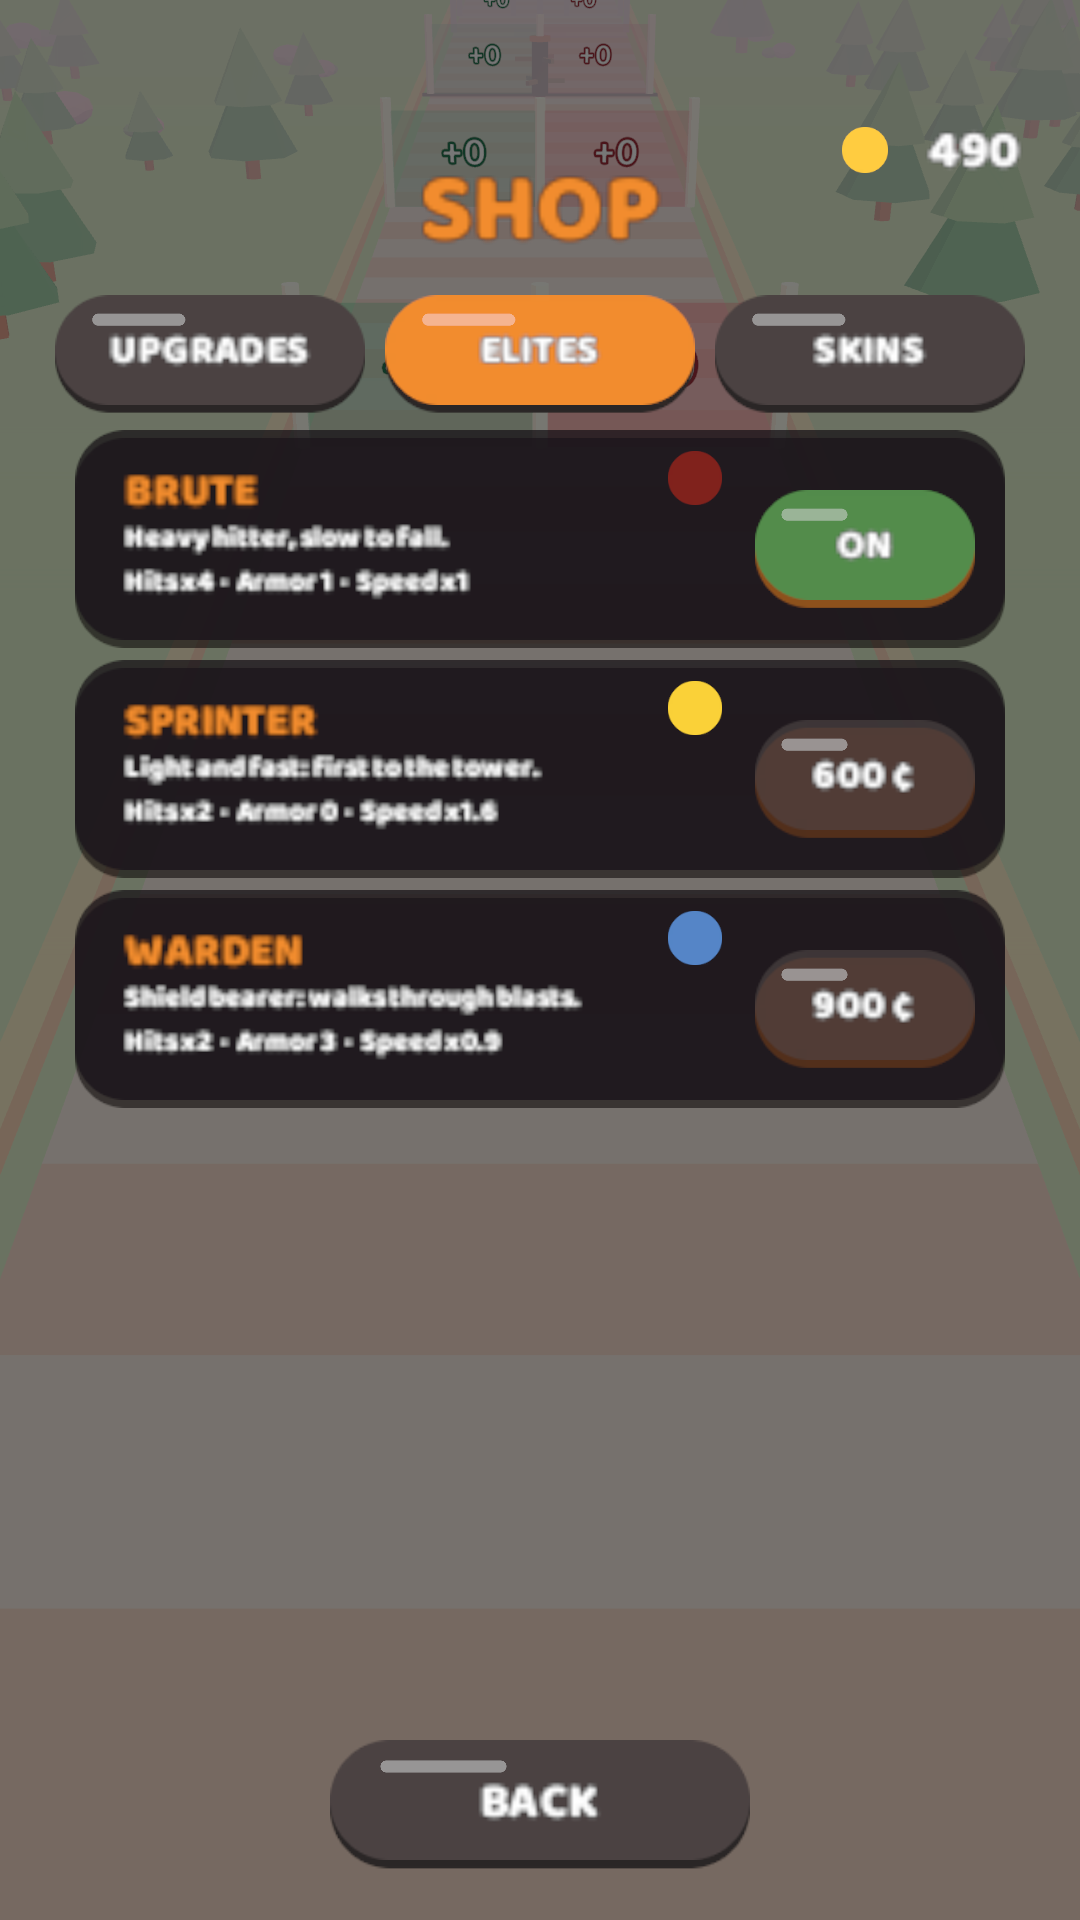 +0 +0
+0 +0
+0 +0
490
SHOP
UPGRADES
ELITES
SKINS
BRUTE
Heavy hitter, slow to fall.
Hits x4 - Armor 1 - Speed x1
ON
SPRINTER
Light and fast: first to the tower.
Hits x2 - Armor 0 - Speed x1.6
600 ¢
WARDEN
Shield bearer: walks through blasts.
Hits x2 - Armor 3 - Speed x0.9
900 ¢
BACK